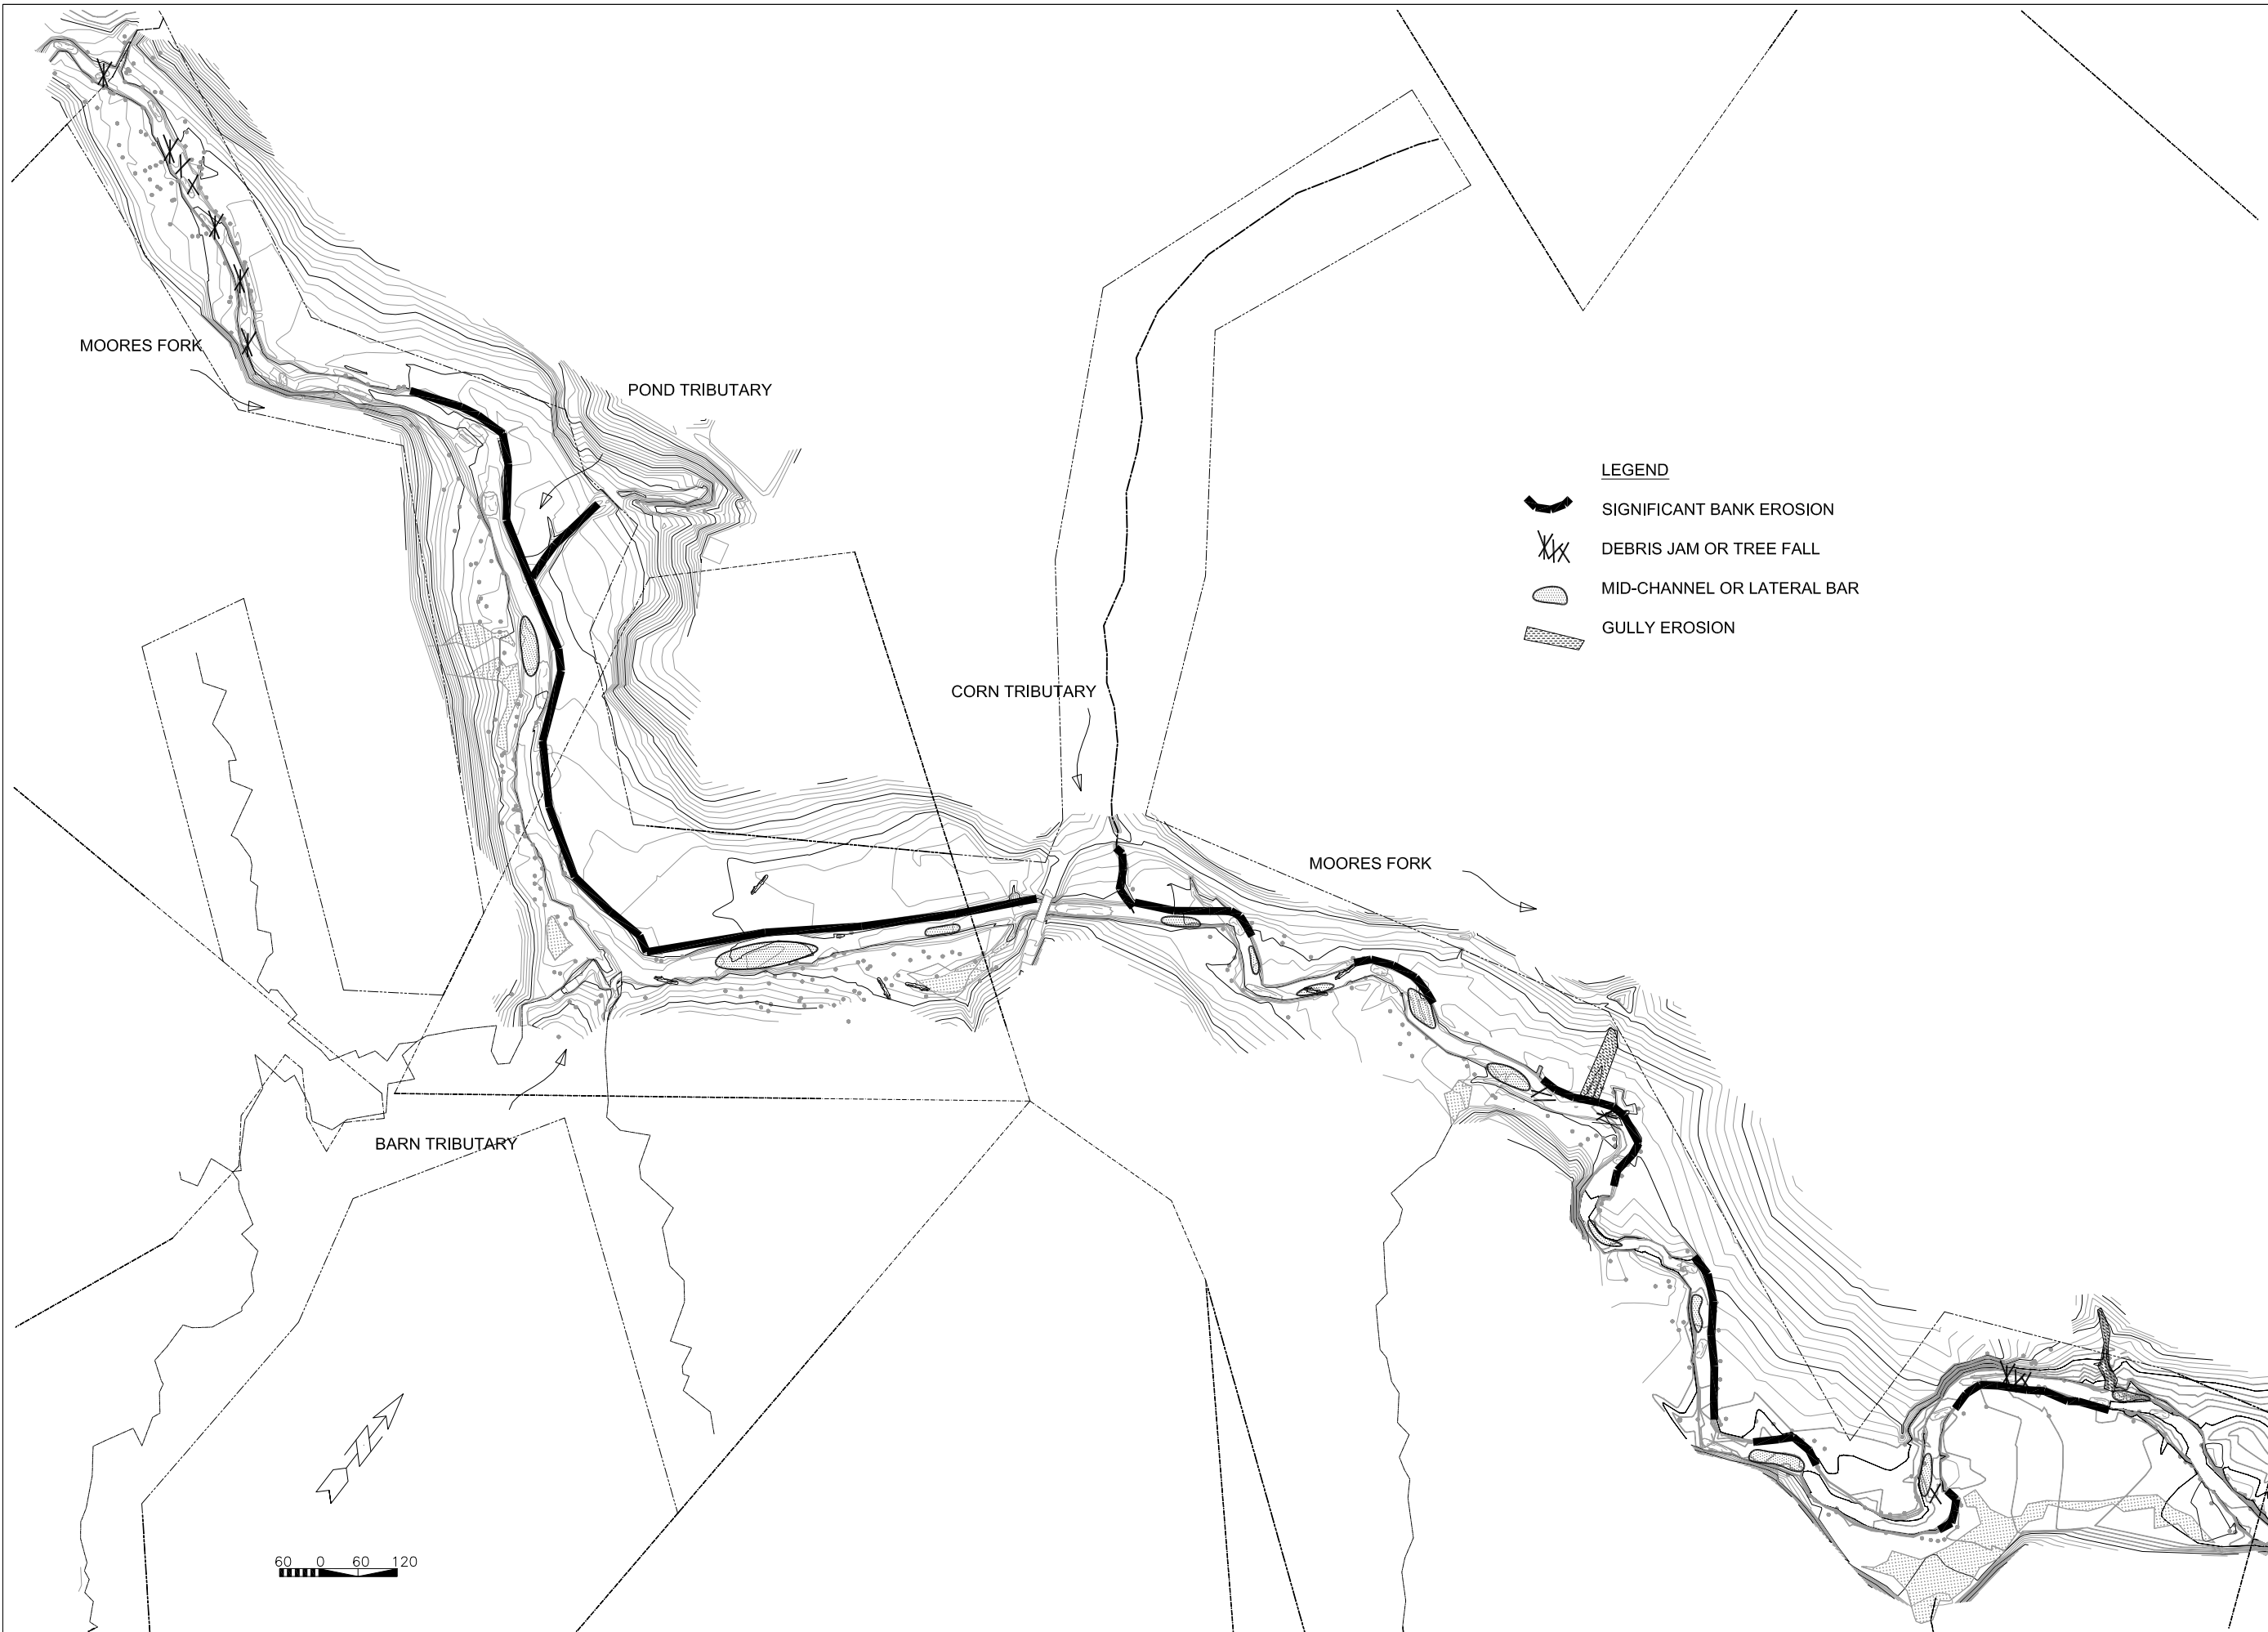 MOORES FORK
POND TRIBUTARY
LEGEND
SIGNIFICANT BANK EROSION
DEBRIS JAM OR TREE FALL
MID-CHANNEL OR LATERAL BAR
GULLY EROSION
CORN TRIBUTARY
MOORES FORK
BARN TRIBUTARY
60 0 60 120